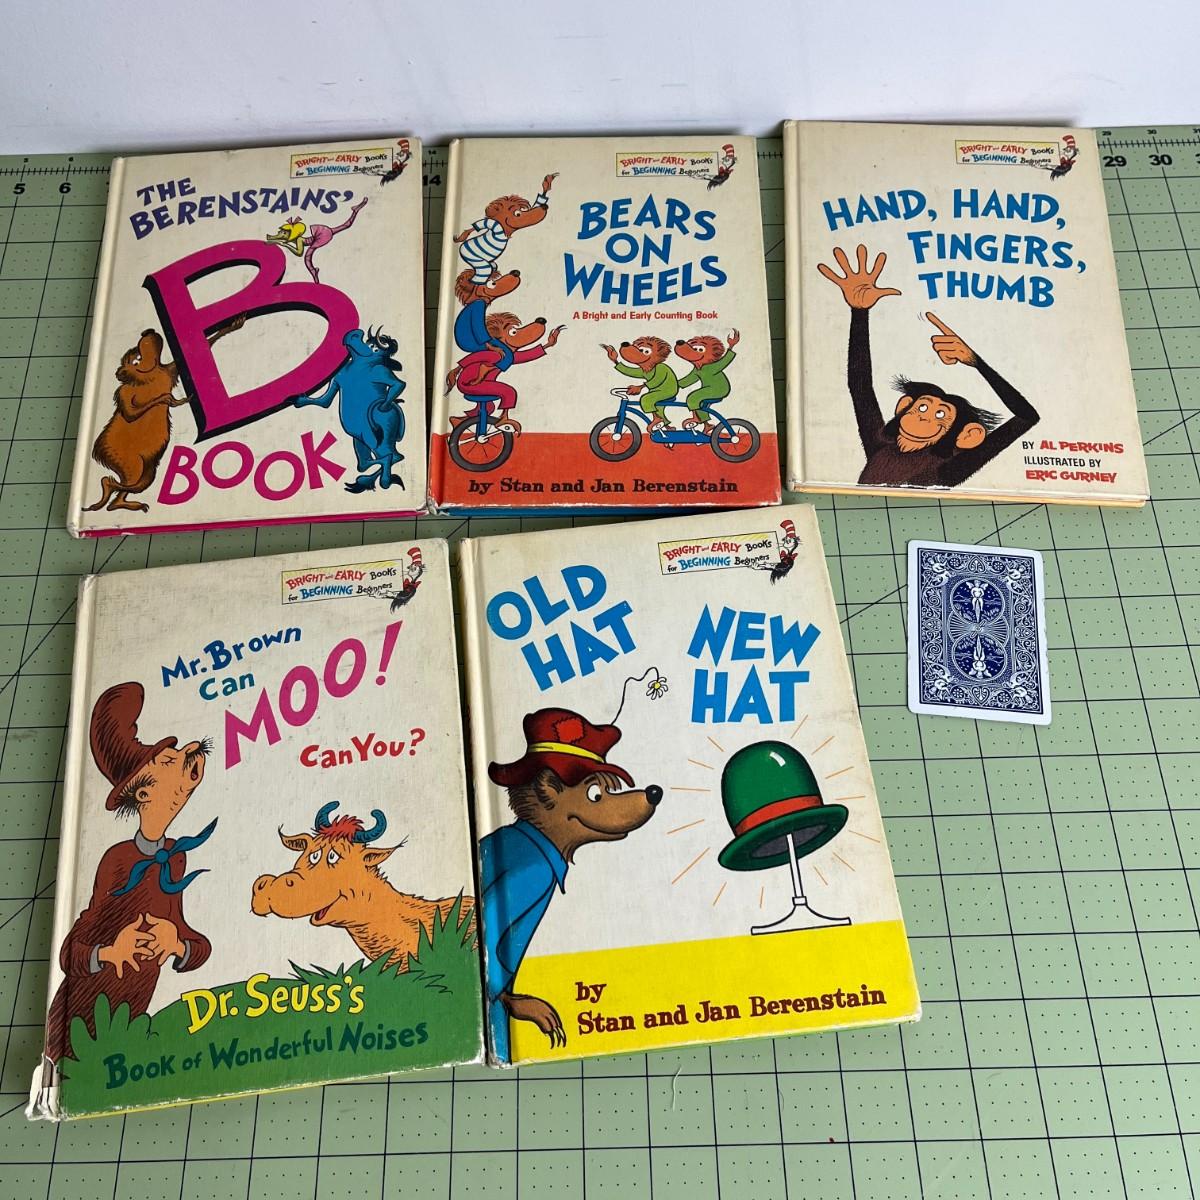 5 6
14
29 30
29 30
BRIGHT and EARLY BOOKS
for BEGINNING Beginners
THE
BERENSTAINS'
B
BOOK
BRIGHT and EARLY BOOKS
for BEGINNING Beginners
BEARS
ON
WHEELS
A Bright and Early Counting Book
by Stan and Jan Berenstain
BRIGHT and EARLY BOOKS
for BEGINNING Beginners
HAND, HAND,
FINGERS,
THUMB
BY AL PERKINS
ILLUSTRATED BY
ERIC GURNEY
BRIGHT and EARLY BOOKS
for BEGINNING Beginners
Mr. Brown
Can
MOO!
Can You?
Dr. Seuss's
Book of Wonderful Noises
BRIGHT and EARLY BOOKS
for BEGINNING Beginners
OLD
HAT
NEW
HAT
by
Stan and Jan Berenstain